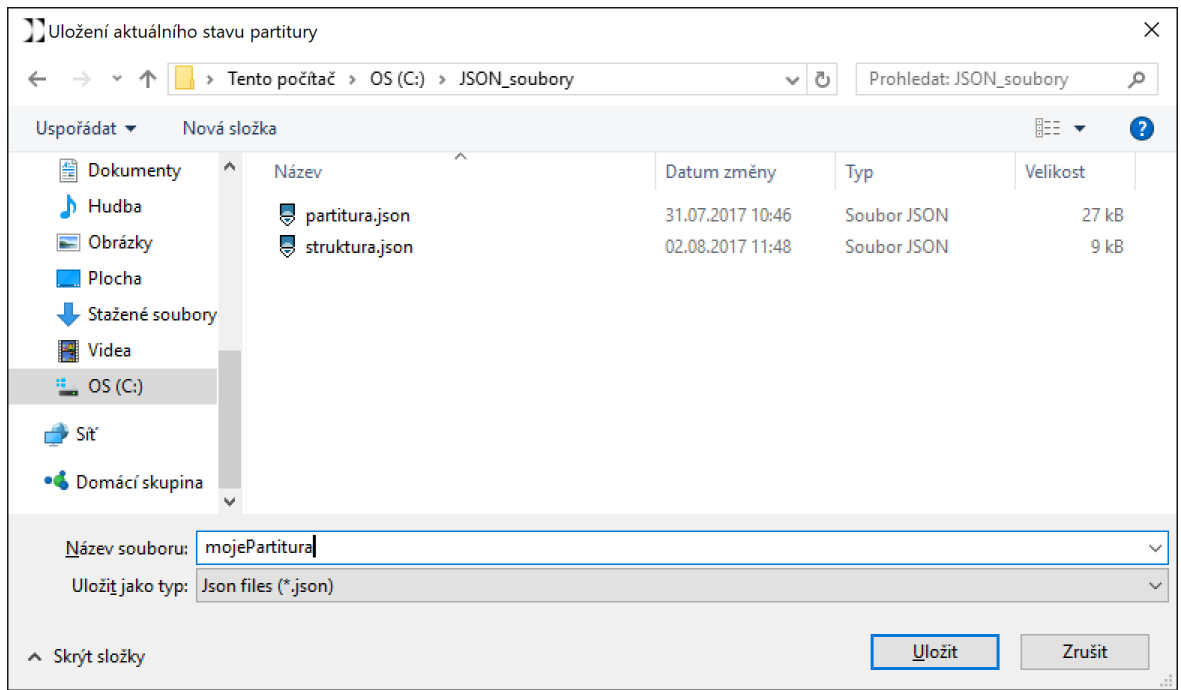 Uložení aktuálního stavu partitury
Tento počítač > OS (C:) > JSON_soubory
Prohledat: JSON_soubory
Uspořádat Nová složka
?
Dokumenty
Hudba
Obrázky
Plocha
Stažené soubory
Videa
OS (C:)
Síť
Domácí skupina
Název Datum změny Typ Velikost
partitura.json 31.07.2017 10:46 Soubor JSON 27 kB
struktura.json 02.08.2017 11:48 Soubor JSON 9 kB
Název souboru: mojePartitura
Uložit jako typ: Json files (*.json)
Skrýt složky
Uložit Zrušit